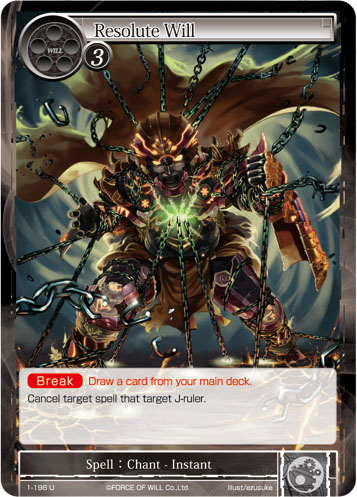 Resolute Will
WILL
3
Break Draw a card from your main deck.
Cancel target spell that target J-ruler.
Spell : Chant - Instant
1-196 U ©FORCE OF WILL Co.,Ltd. Illust/ezusuke